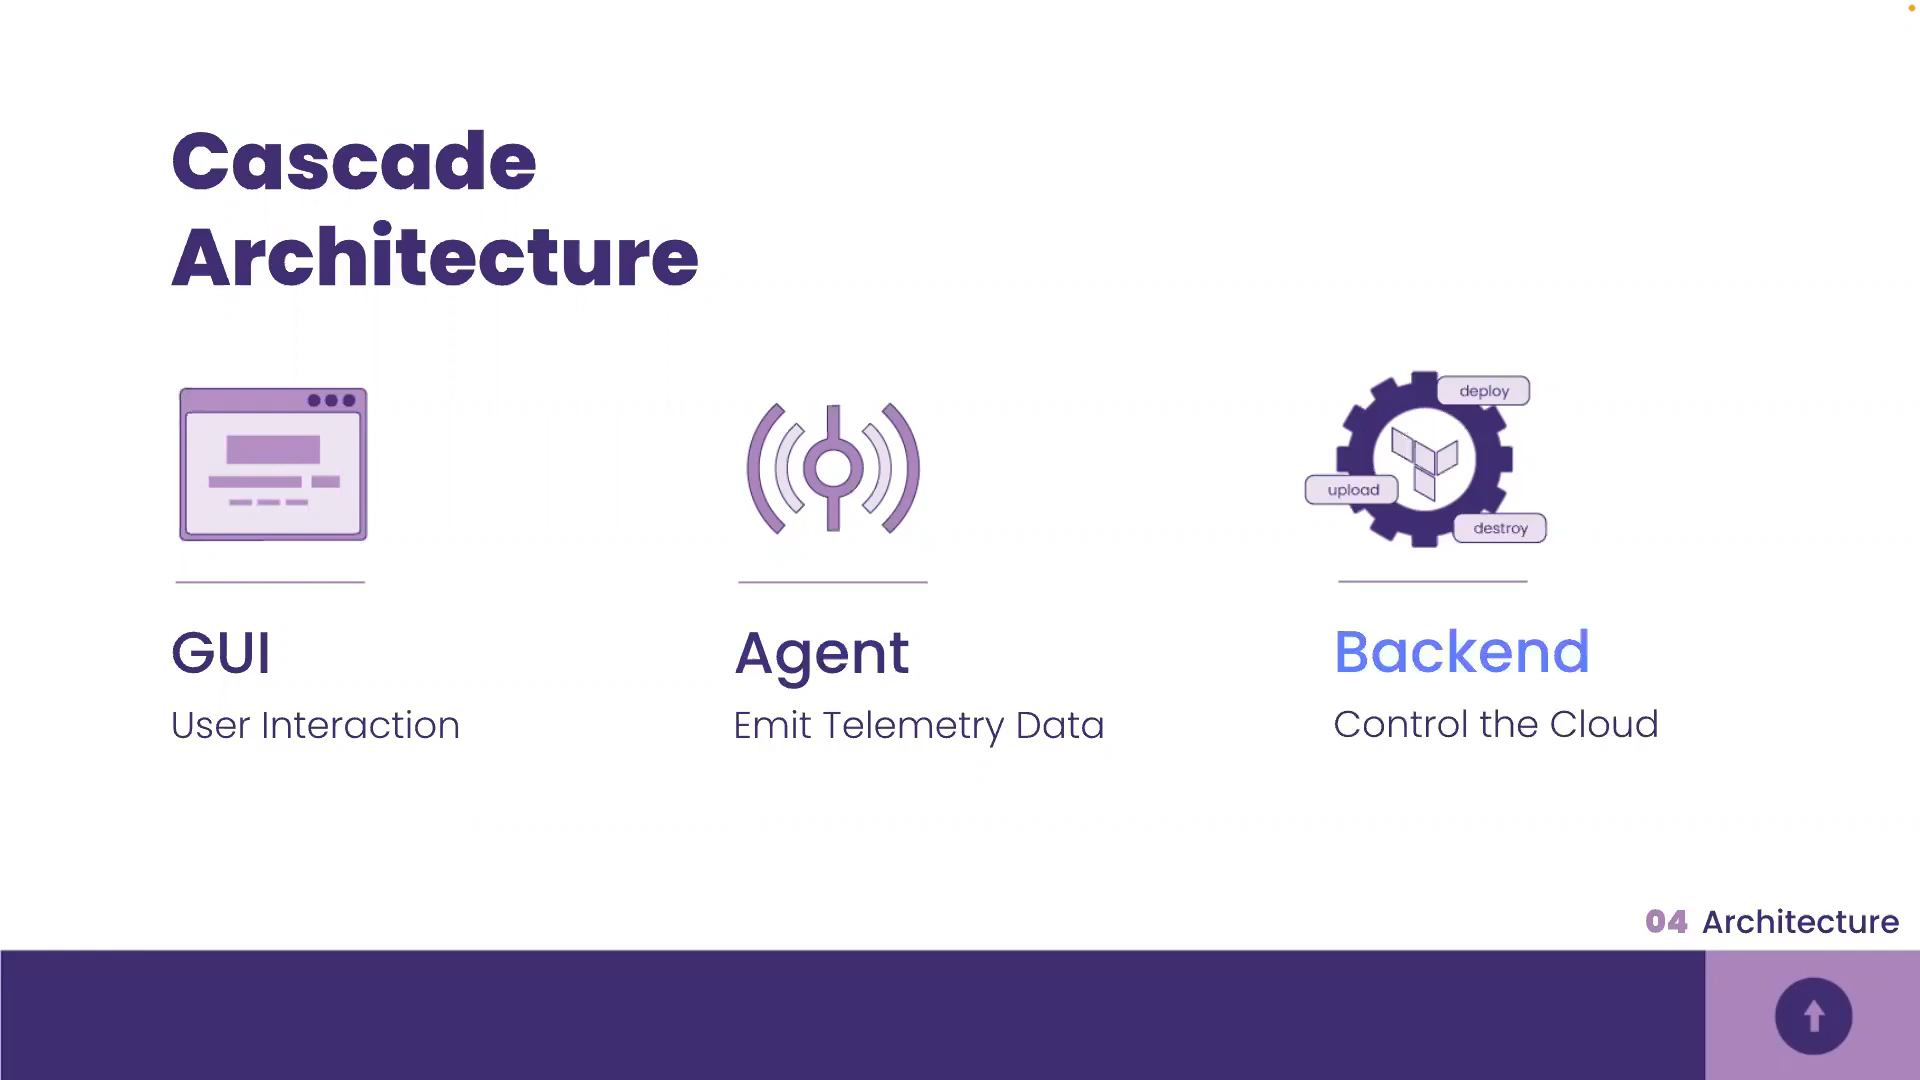 Cascade
Architecture
deploy
upload
destroy
GUI
User Interaction
Agent
Emit Telemetry Data
Backend
Control the Cloud
04 Architecture